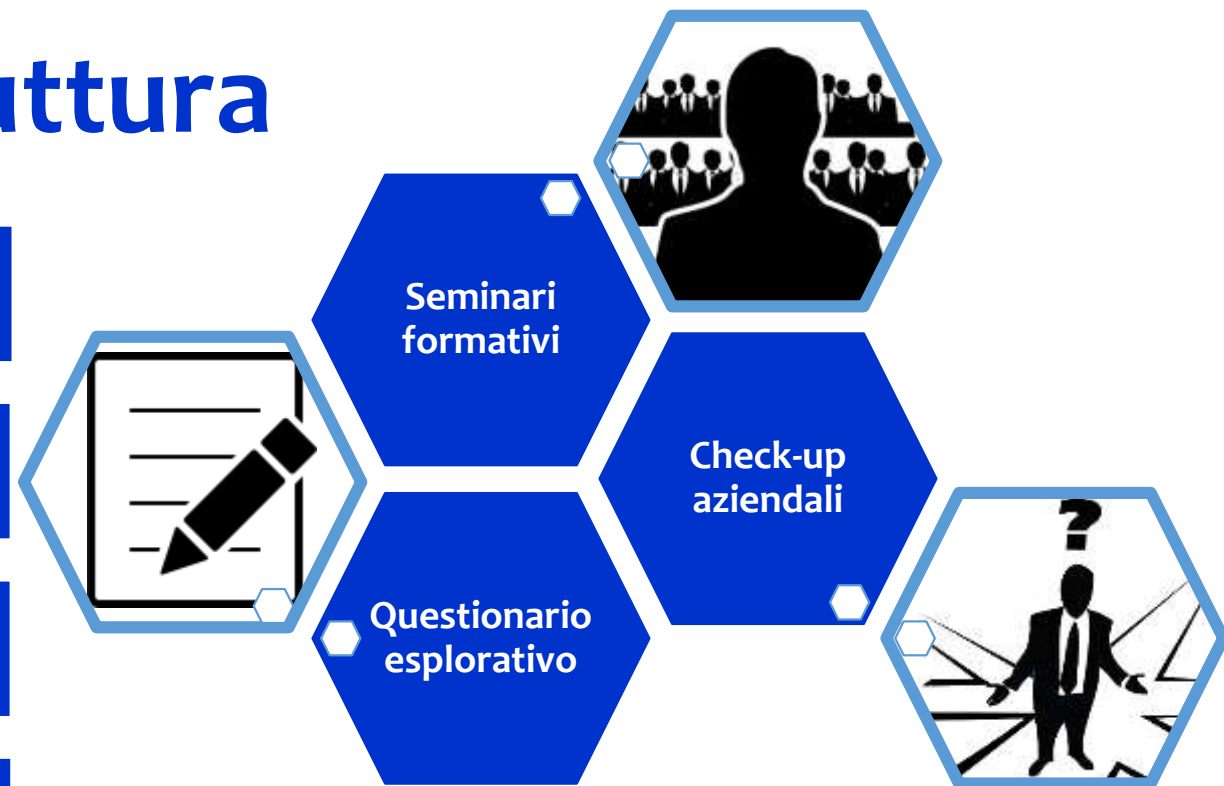 uttura
Seminari
formativi
Check-up
aziendali
Questionario
esplorativo
?